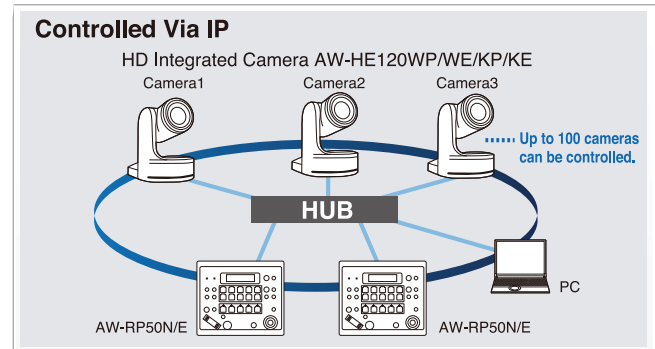 Controlled Via IP
HD Integrated Camera AW-HE120WP/WE/KP/KE
Camera1
Camera2
Camera3
Up to 100 cameras
can be controlled.
HUB
PC
AW-RP50N/E
AW-RP50N/E